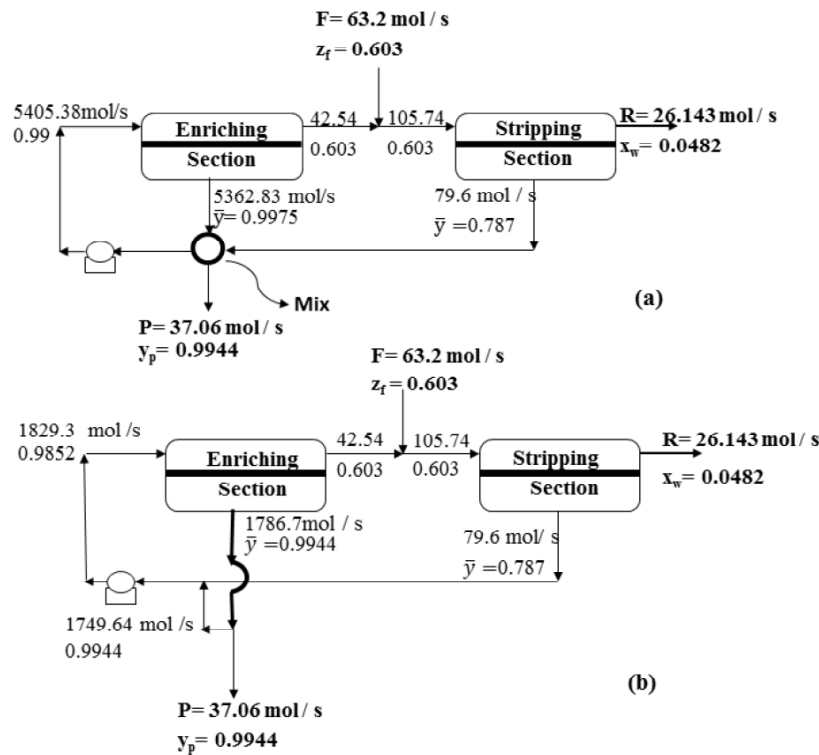 F= 63.2 mol / s
z_f = 0.603
5405.38mol/s
0.99
Enriching
Section
42.54
0.603
105.74
0.603
Stripping
Section
R= 26.143 mol / s
x_w= 0.0482
5362.83 mol/s
ȳ= 0.9975
79.6 mol / s
ȳ =0.787
Mix
(a)
P= 37.06 mol / s
y_p= 0.9944
F= 63.2 mol / s
z_f = 0.603
1829.3 mol /s
0.9852
Enriching
Section
42.54
0.603
105.74
0.603
Stripping
Section
R= 26.143 mol / s
x_w= 0.0482
1786.7mol / s
ȳ =0.9944
79.6 mol/ s
ȳ =0.787
1749.64 mol /s
0.9944
(b)
P= 37.06 mol / s
y_p= 0.9944